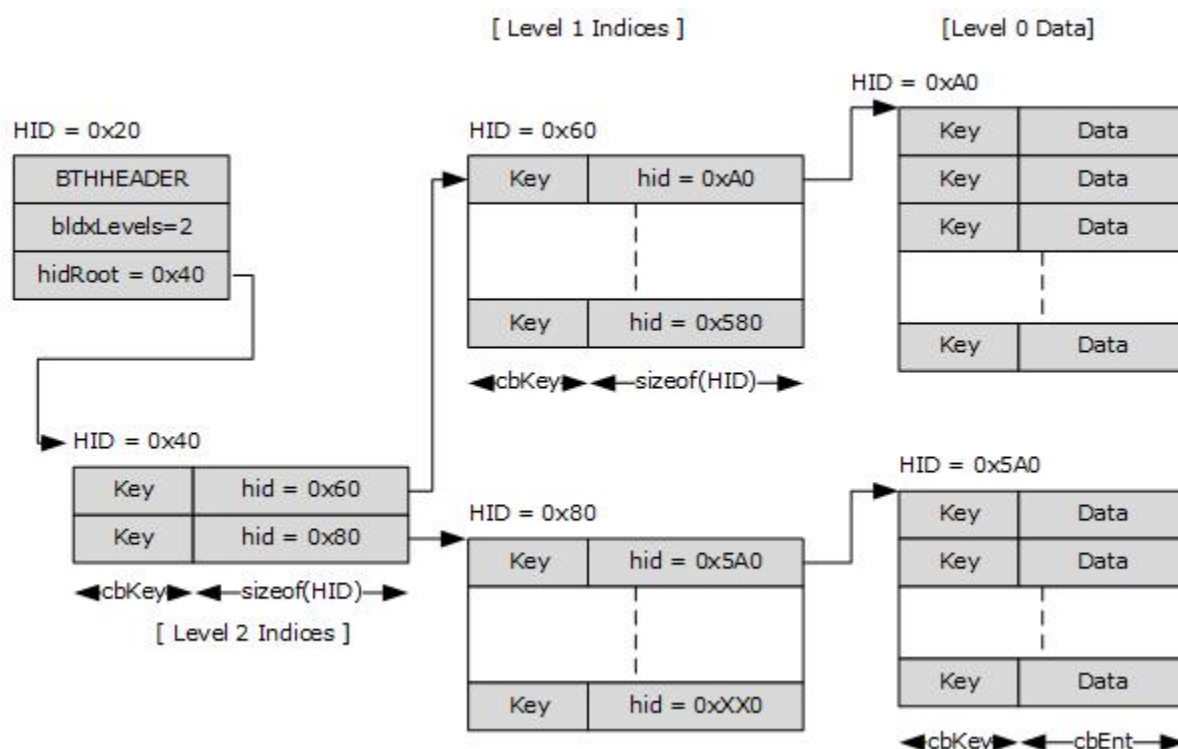 [ Level 1 Indices ]
[Level 0 Data]
HID = 0x20
BTHHEADER
bIdxLevels=2
hidRoot = 0x40
HID = 0x40
Key hid = 0x60
Key hid = 0x80
cbKey sizeof(HID)
[ Level 2 Indices ]
HID = 0x60
Key hid = 0xA0
Key hid = 0x580
cbKey sizeof(HID)
HID = 0x80
Key hid = 0x5A0
Key hid = 0xXX0
HID = 0xA0
Key Data
Key Data
Key Data
Key Data
HID = 0x5A0
Key Data
Key Data
Key Data
cbKey cbEnt